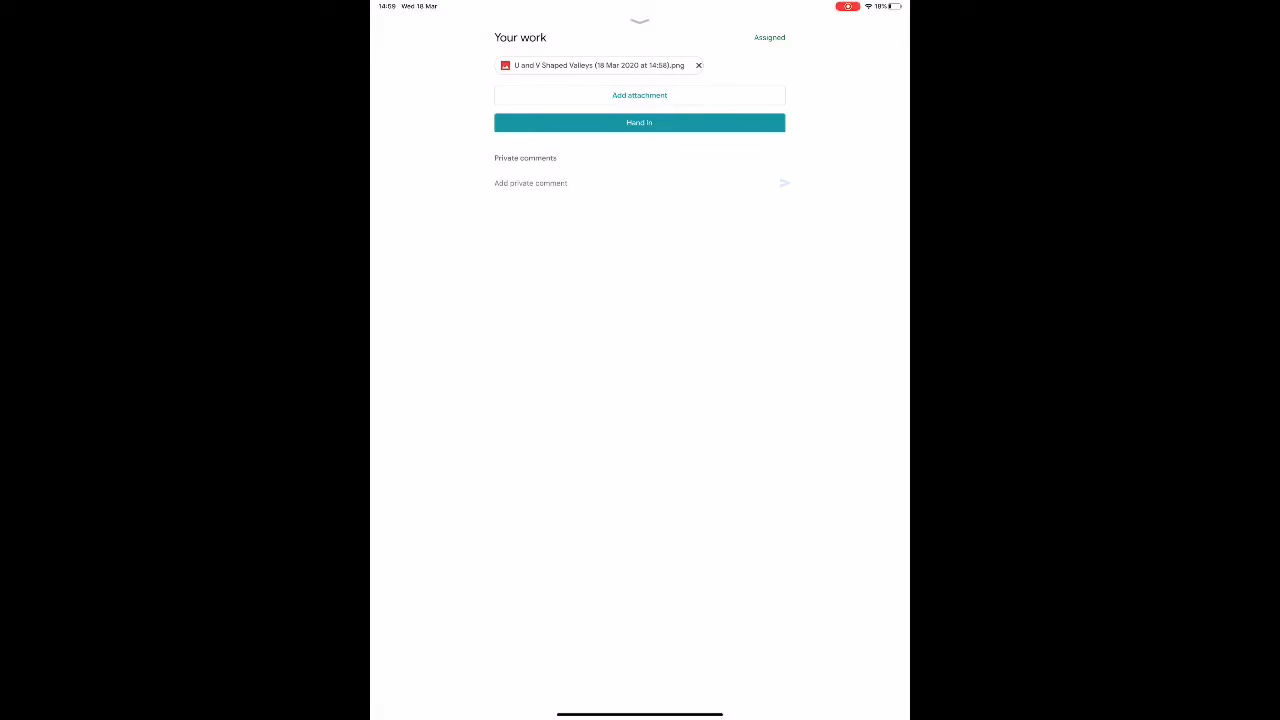 14:59 Wed 18 Mar 18%
Your work Assigned
U and V Shaped Valleys (18 Mar 2020 at 14:58).png
Add attachment
Hand in
Private comments
Add private comment